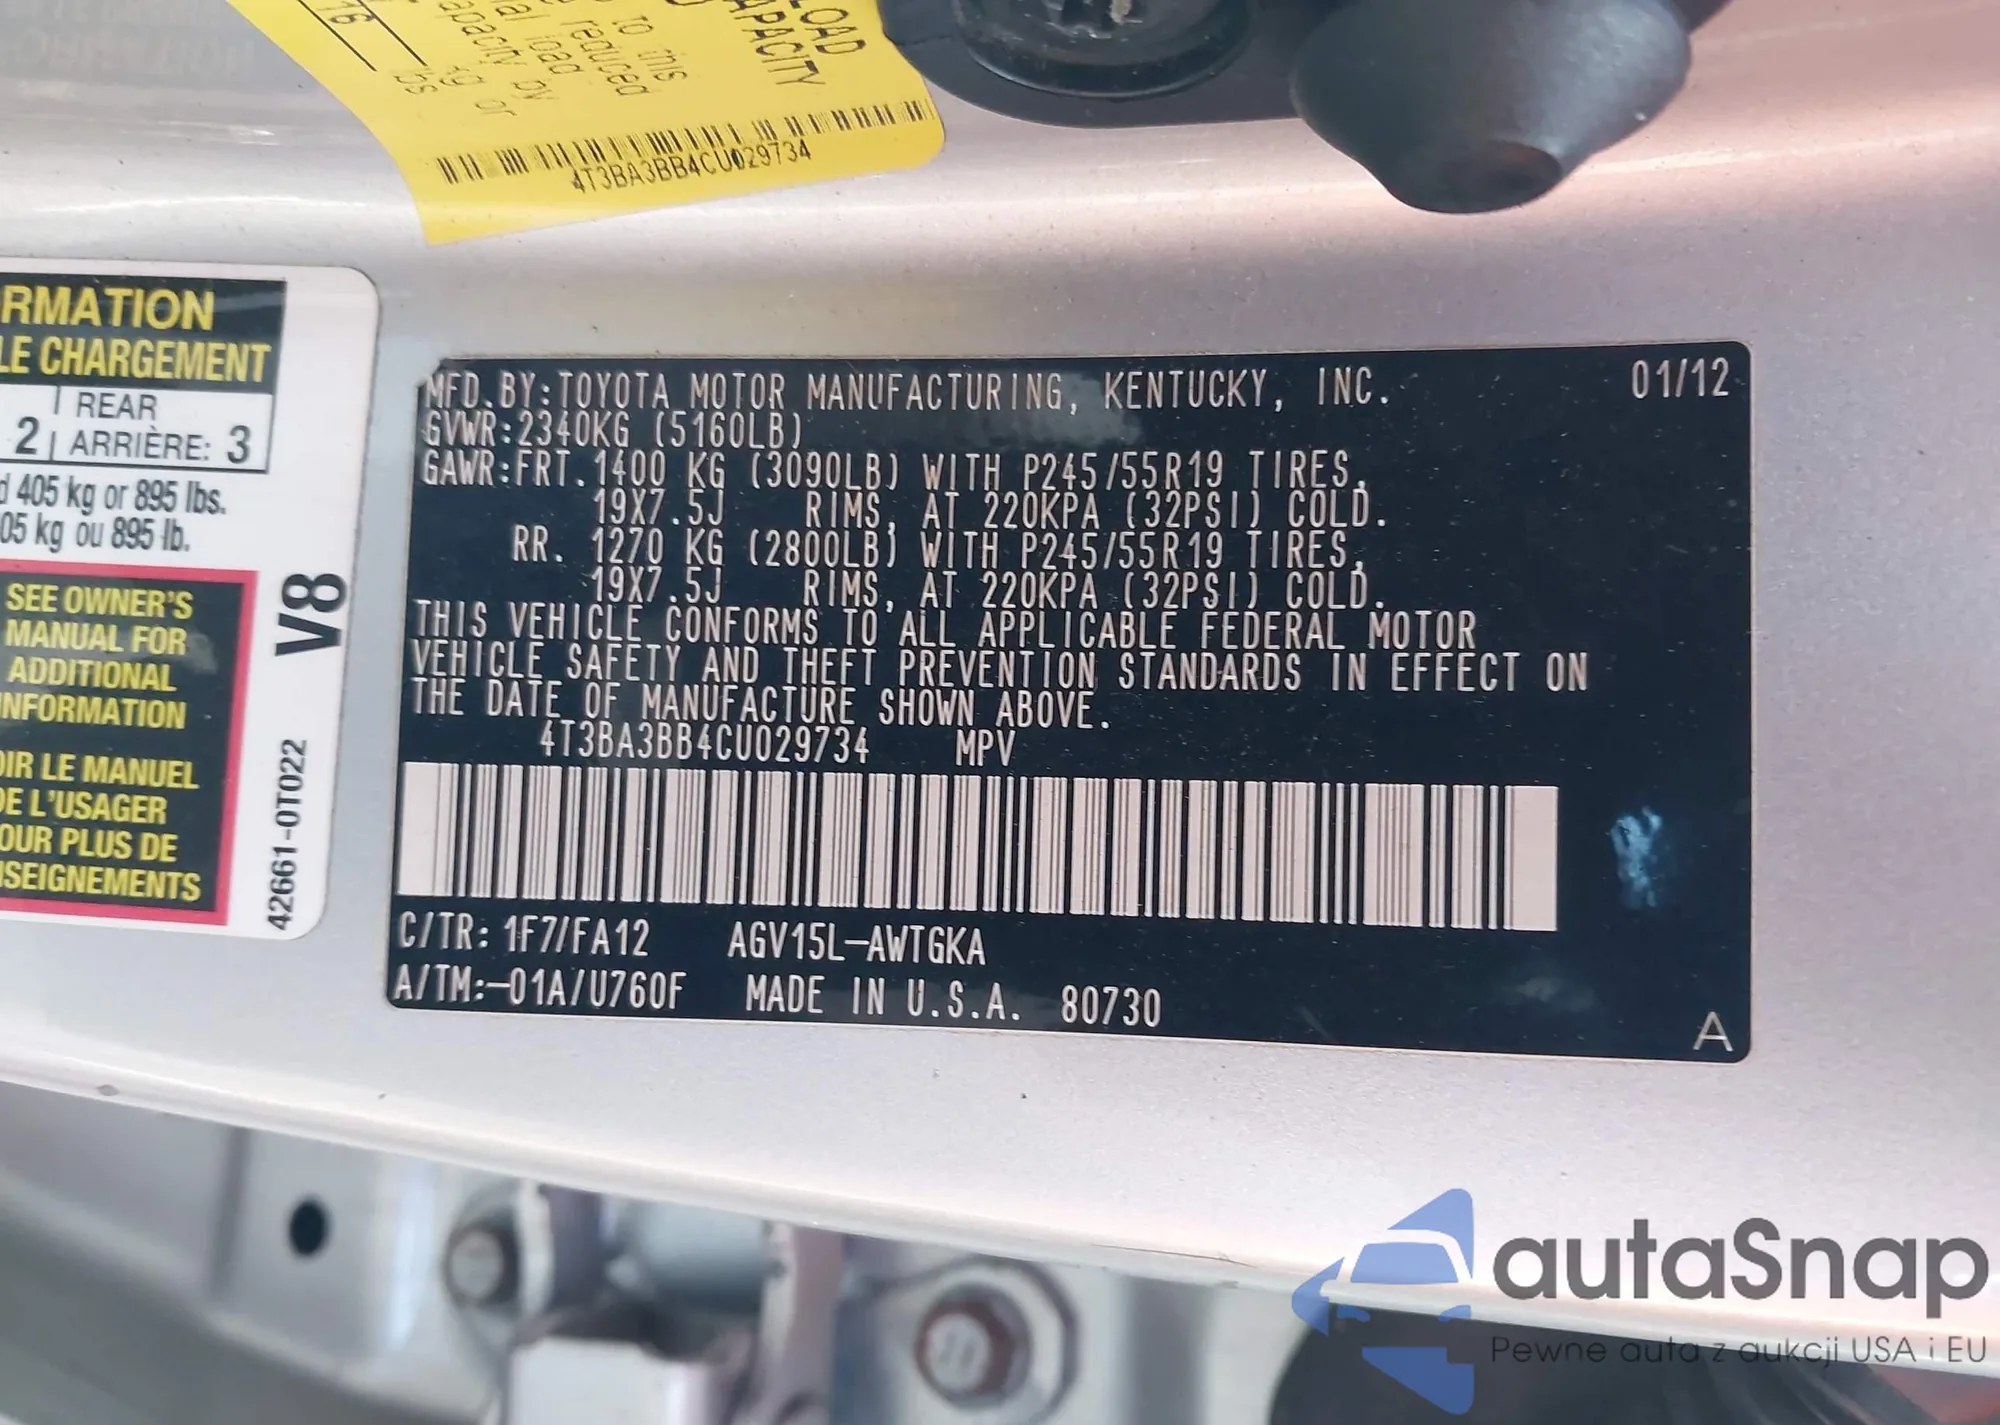 LOAD
CAPACITY
to this
reduced
load
capacity by
kg or
16
lbs
4T3BA3BB4CU029734
RMATION
LE CHARGEMENT
2 REAR
ARRIÈRE: 3
d 405 kg or 895 lbs.
05 kg ou 895 lb.
SEE OWNER'S
MANUAL FOR
ADDITIONAL
INFORMATION
OIR LE MANUEL
DE L'USAGER
OUR PLUS DE
NSEIGNEMENTS
V8
42661-0T022
MFD.BY:TOYOTA MOTOR MANUFACTURING, KENTUCKY, INC. 01/12
GVWR:2340KG (5160LB)
GAWR:FRT. 1400 KG (3090LB) WITH P245/55R19 TIRES,
19X7.5J RIMS, AT 220KPA (32PSI) COLD.
RR. 1270 KG (2800LB) WITH P245/55R19 TIRES,
19X7.5J RIMS, AT 220KPA (32PSI) COLD.
THIS VEHICLE CONFORMS TO ALL APPLICABLE FEDERAL MOTOR
VEHICLE SAFETY AND THEFT PREVENTION STANDARDS IN EFFECT ON
THE DATE OF MANUFACTURE SHOWN ABOVE.
4T3BA3BB4CU029734 MPV
C/TR: 1F7/FA12 AGV15L-AWTGKA
A/TM:-01A/U760F MADE IN U.S.A. 80730
A
autaSnap
Pewne auta z aukcji USA i EU